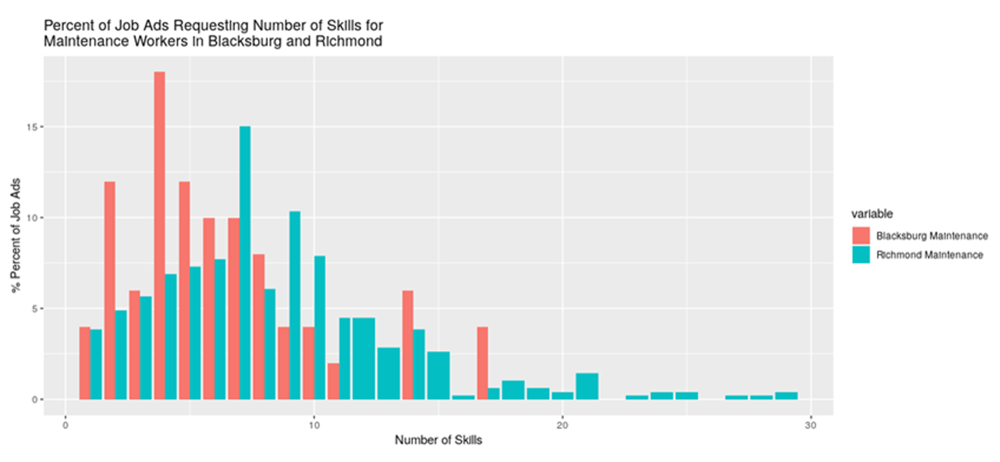 Percent of Job Ads Requesting Number of Skills for
Maintenance Workers in Blacksburg and Richmond
% Percent of Job Ads
15
10
5
0
0 10 20 30
Number of Skills
variable
Blacksburg Maintenance
Richmond Maintenance